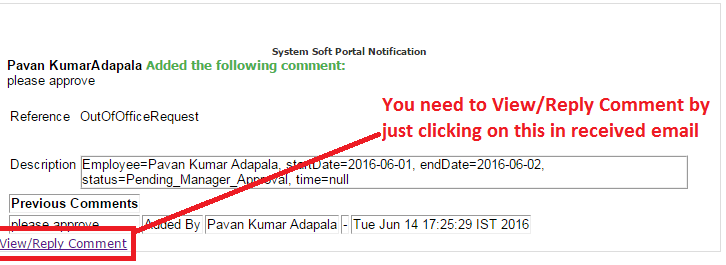 System Soft Portal Notification
Pavan KumarAdapala Added the following comment:
please approve
You need to View/Reply Comment by
just clicking on this in received email
Reference OutOfOfficeRequest
Description Employee=Pavan Kumar Adapala, startDate=2016-06-01, endDate=2016-06-02,
status=Pending_Manager_Approval, time=null
Previous Comments
please approve Added By Pavan Kumar Adapala - Tue Jun 14 17:25:29 IST 2016
View/Reply Comment